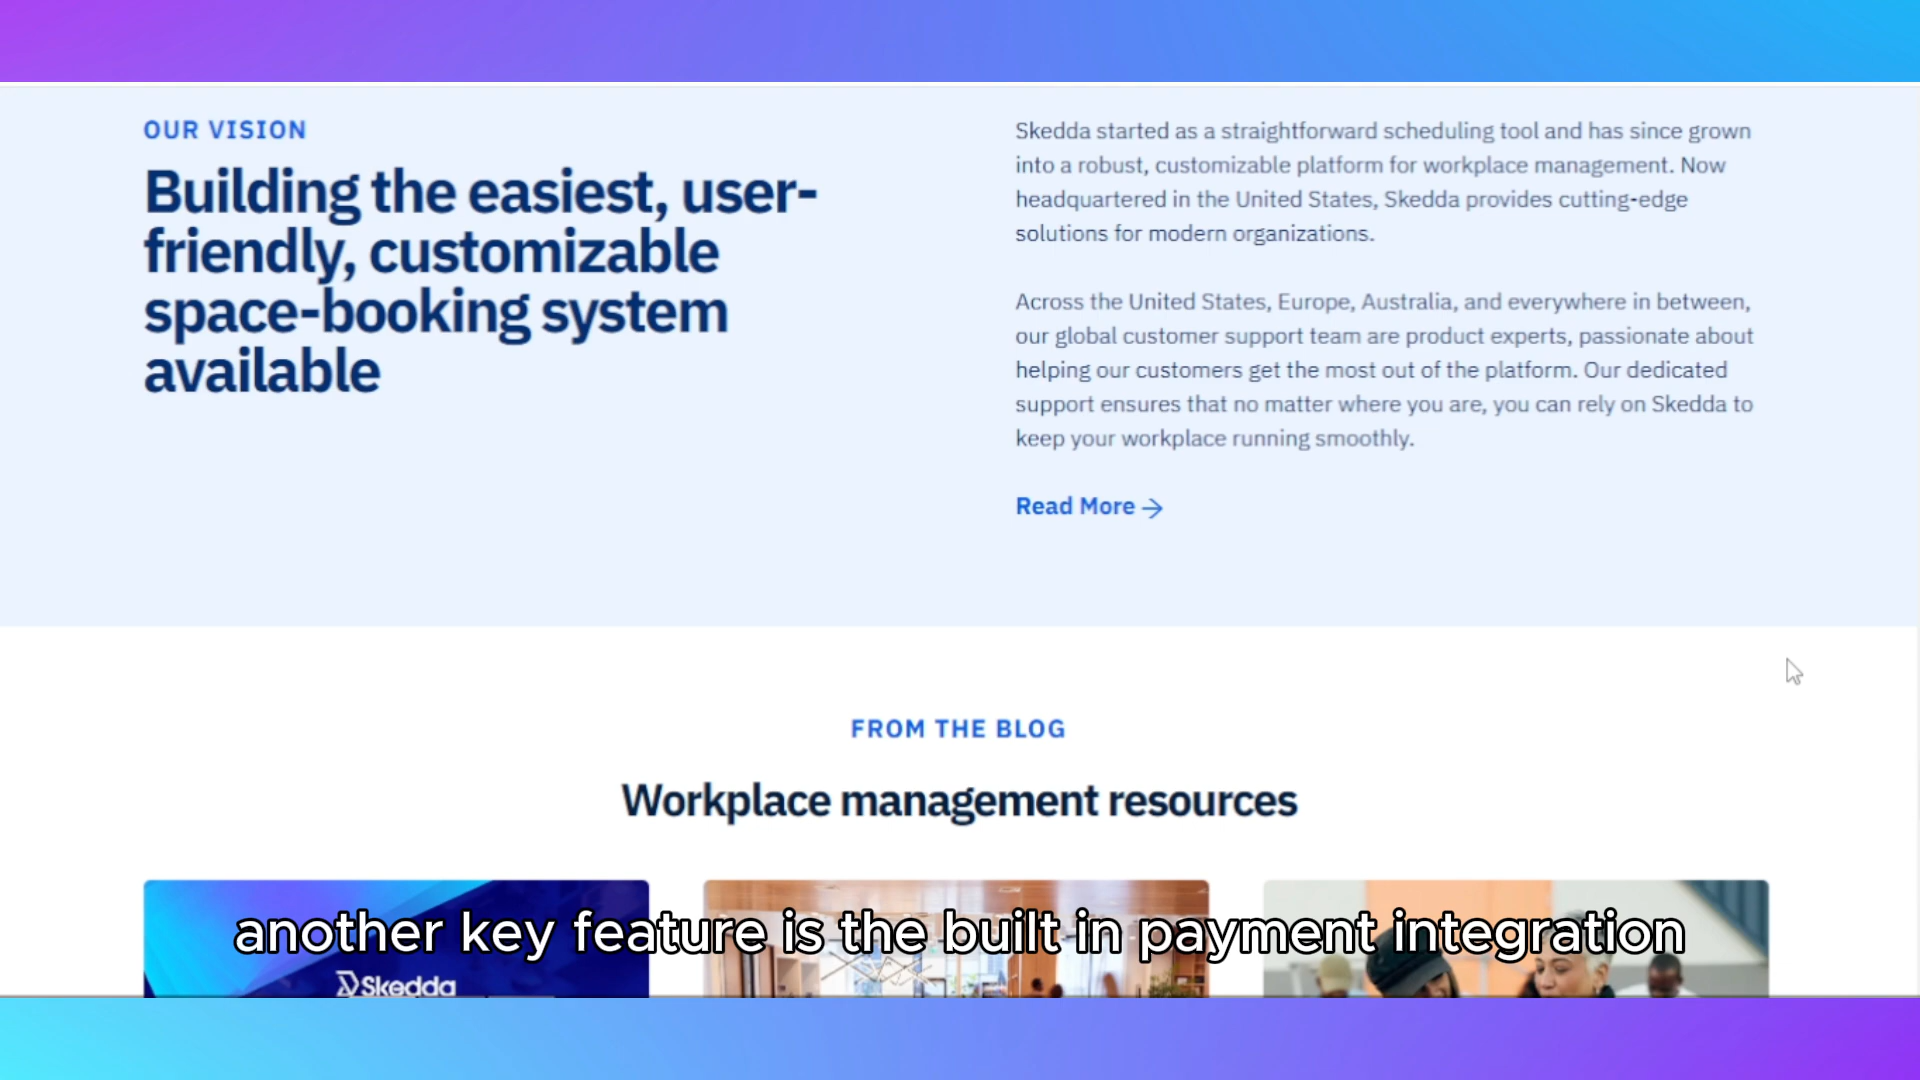 OUR VISION
Building the easiest, user-
friendly, customizable
space-booking system
available
Skedda started as a straightforward scheduling tool and has since grown
into a robust, customizable platform for workplace management. Now
headquartered in the United States, Skedda provides cutting-edge
solutions for modern organizations.
Across the United States, Europe, Australia, and everywhere in between,
our global customer support team are product experts, passionate about
helping our customers get the most out of the platform. Our dedicated
support ensures that no matter where you are, you can rely on Skedda to
keep your workplace running smoothly.
Read More
FROM THE BLOG
Workplace management resources
another key feature is the built in payment integration
Skedda